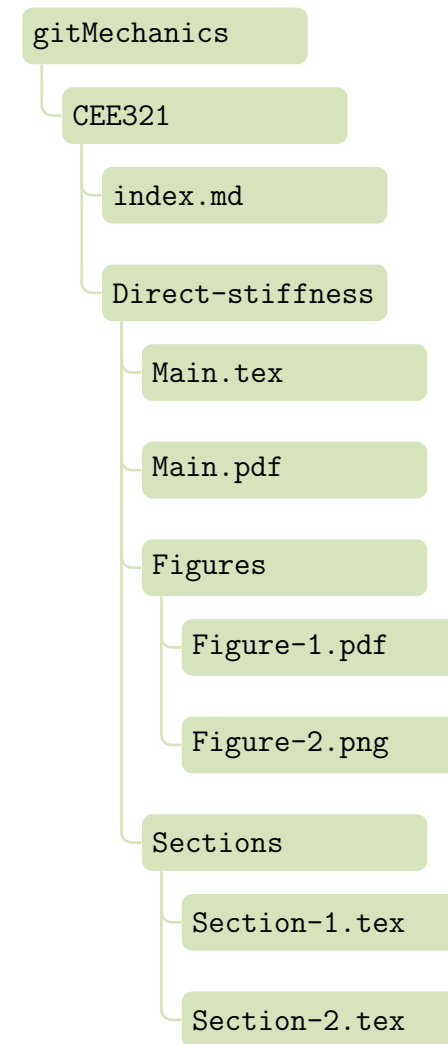 gitMechanics
CEE321
index.md
Direct-stiffness
Main.tex
Main.pdf
Figures
Figure-1.pdf
Figure-2.png
Sections
Section-1.tex
Section-2.tex